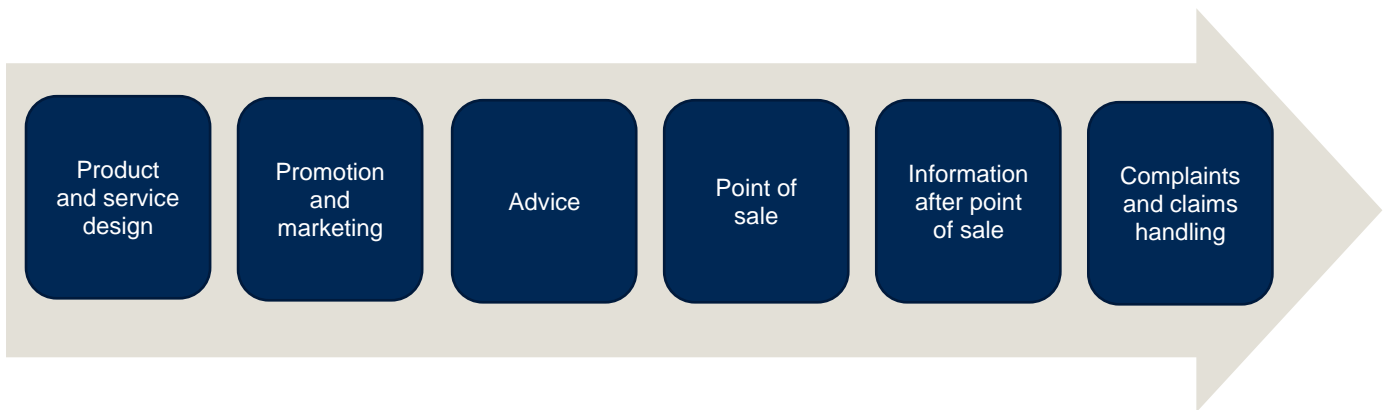 Product
and service
design
Promotion
and
marketing
Advice
Point of
sale
Information
after point
of sale
Complaints
and claims
handling